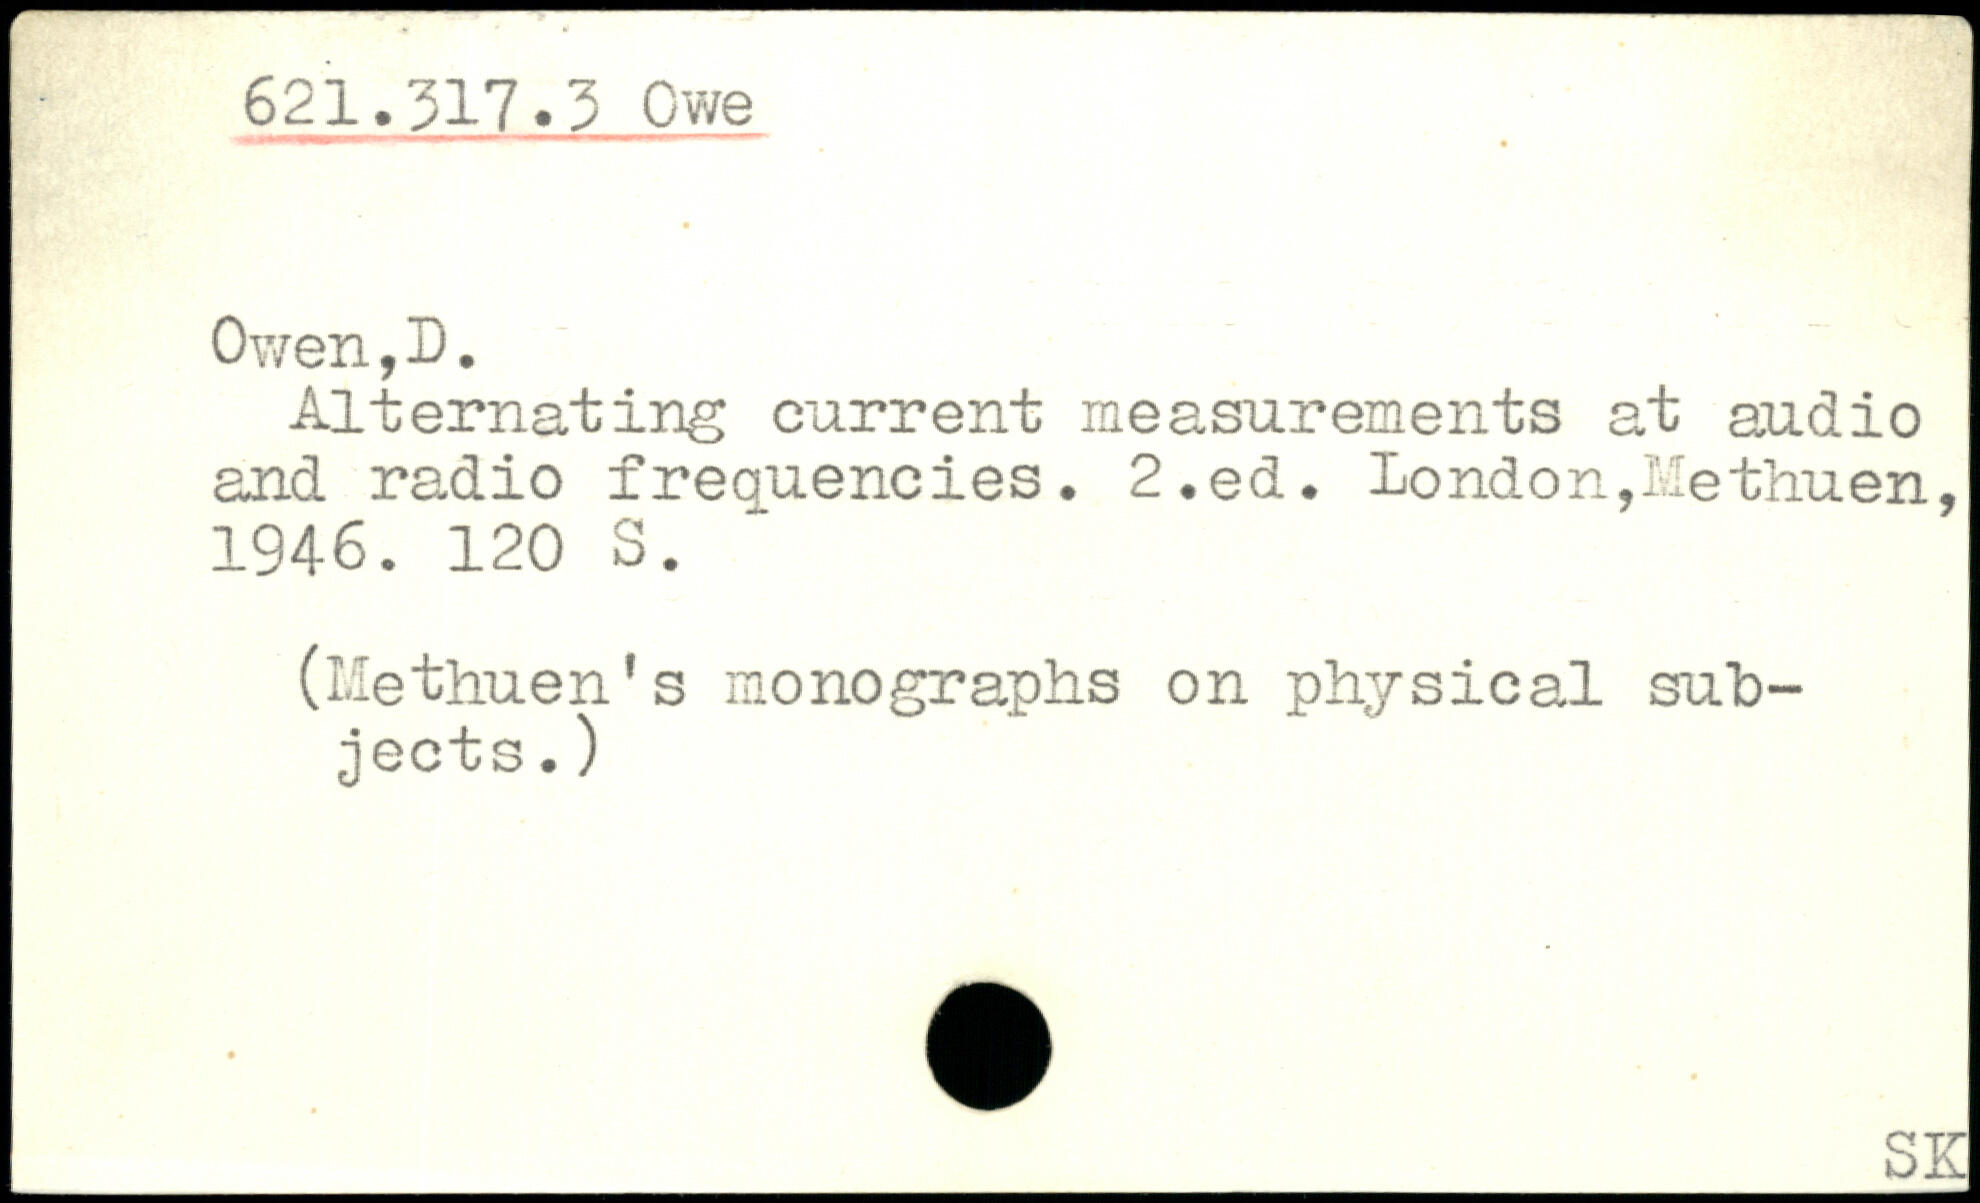 621.317.3 Owe
Owen,D.
Alternating current measurements at audio
and radio frequencies. 2.ed. London,Methuen,
1946. 120 S.
(Methuen's monographs on physical sub-
jects.)
SK